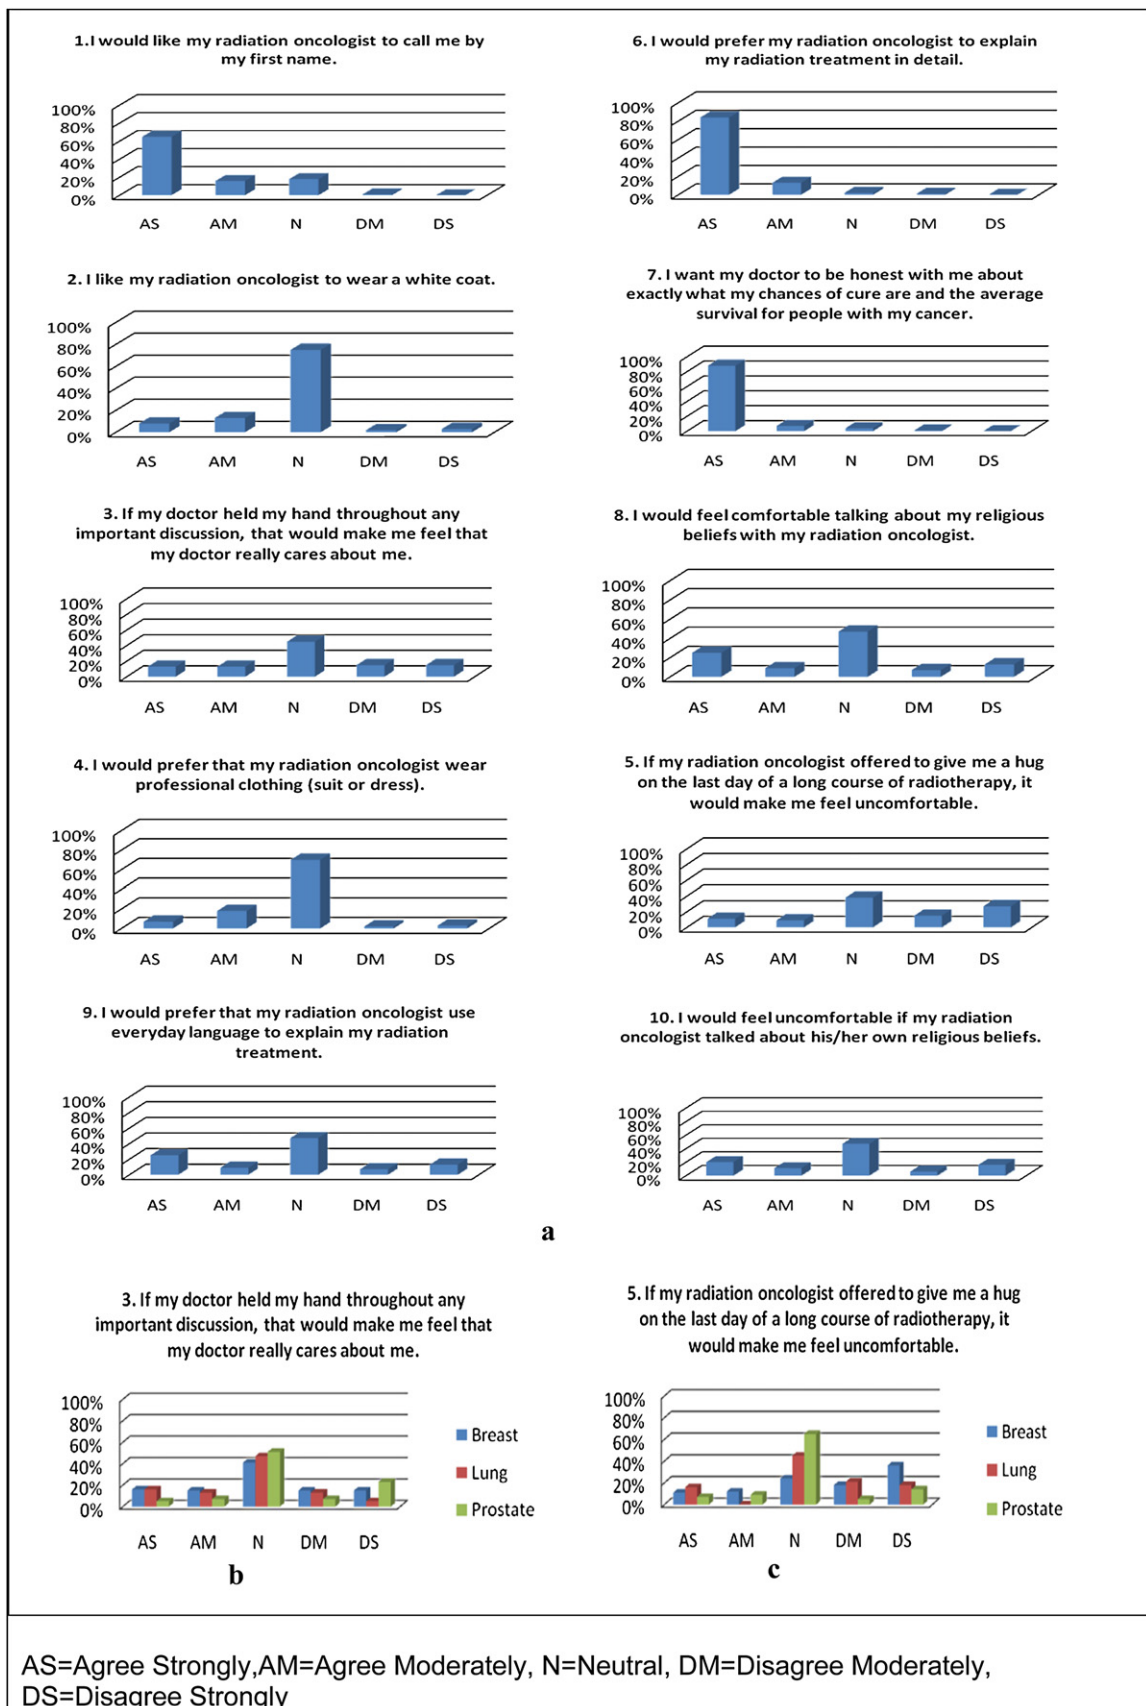 1.I would like my radiation oncologist to call me by
my first name.
100%
80%
60%
40%
20%
0%
AS AM N DM DS
6. I would prefer my radiation oncologist to explain
my radiation treatment in detail.
100%
80%
60%
40%
20%
0%
AS AM N DM DS
2. I like my radiation oncologist to wear a white coat.
100%
80%
60%
40%
20%
0%
AS AM N DM DS
7. I want my doctor to be honest with me about
exactly what my chances of cure are and the average
survival for people with my cancer.
100%
80%
60%
40%
20%
0%
AS AM N DM DS
3. If my doctor held my hand throughout any
important discussion, that would make me feel that
my doctor really cares about me.
100%
80%
60%
40%
20%
0%
AS AM N DM DS
8. I would feel comfortable talking about my religious
beliefs with my radiation oncologist.
100%
80%
60%
40%
20%
0%
AS AM N DM DS
4. I would prefer that my radiation oncologist wear
professional clothing (suit or dress).
100%
80%
60%
40%
20%
0%
AS AM N DM DS
5. If my radiation oncologist offered to give me a hug
on the last day of a long course of radiotherapy, it
would make me feel uncomfortable.
100%
80%
60%
40%
20%
0%
AS AM N DM DS
9. I would prefer that my radiation oncologist use
everyday language to explain my radiation
treatment.
100%
80%
60%
40%
20%
0%
AS AM N DM DS
10. I would feel uncomfortable if my radiation
oncologist talked about his/her own religious beliefs.
100%
80%
60%
40%
20%
0%
AS AM N DM DS
a
3. If my doctor held my hand throughout any
important discussion, that would make me feel that
my doctor really cares about me.
100%
80%
60%
40%
20%
0%
AS AM N DM DS
Breast
Lung
Prostate
b
5. If my radiation oncologist offered to give me a hug
on the last day of a long course of radiotherapy, it
would make me feel uncomfortable.
100%
80%
60%
40%
20%
0%
AS AM N DM DS
Breast
Lung
Prostate
c
AS=Agree Strongly,AM=Agree Moderately, N=Neutral, DM=Disagree Moderately,
DS=Disagree Strongly